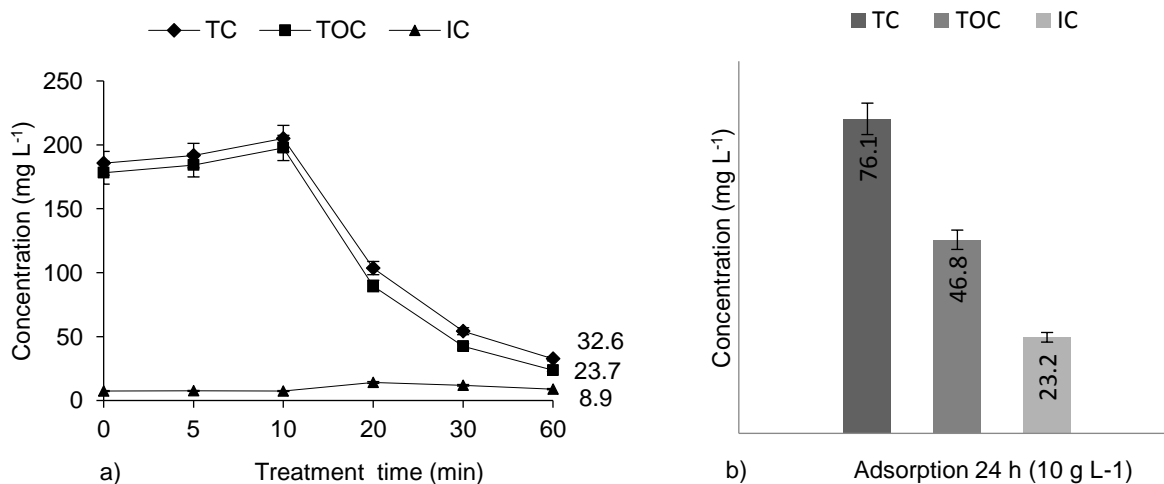 TC TOC IC
250
200
150
100
50
0
Concentration (mg L-1)
32.6
23.7
8.9
0 5 10 20 30 60
a) Treatment time (min)
TC TOC IC
Concentration (mg L-1)
76.1
46.8
23.2
b) Adsorption 24 h (10 g L-1)